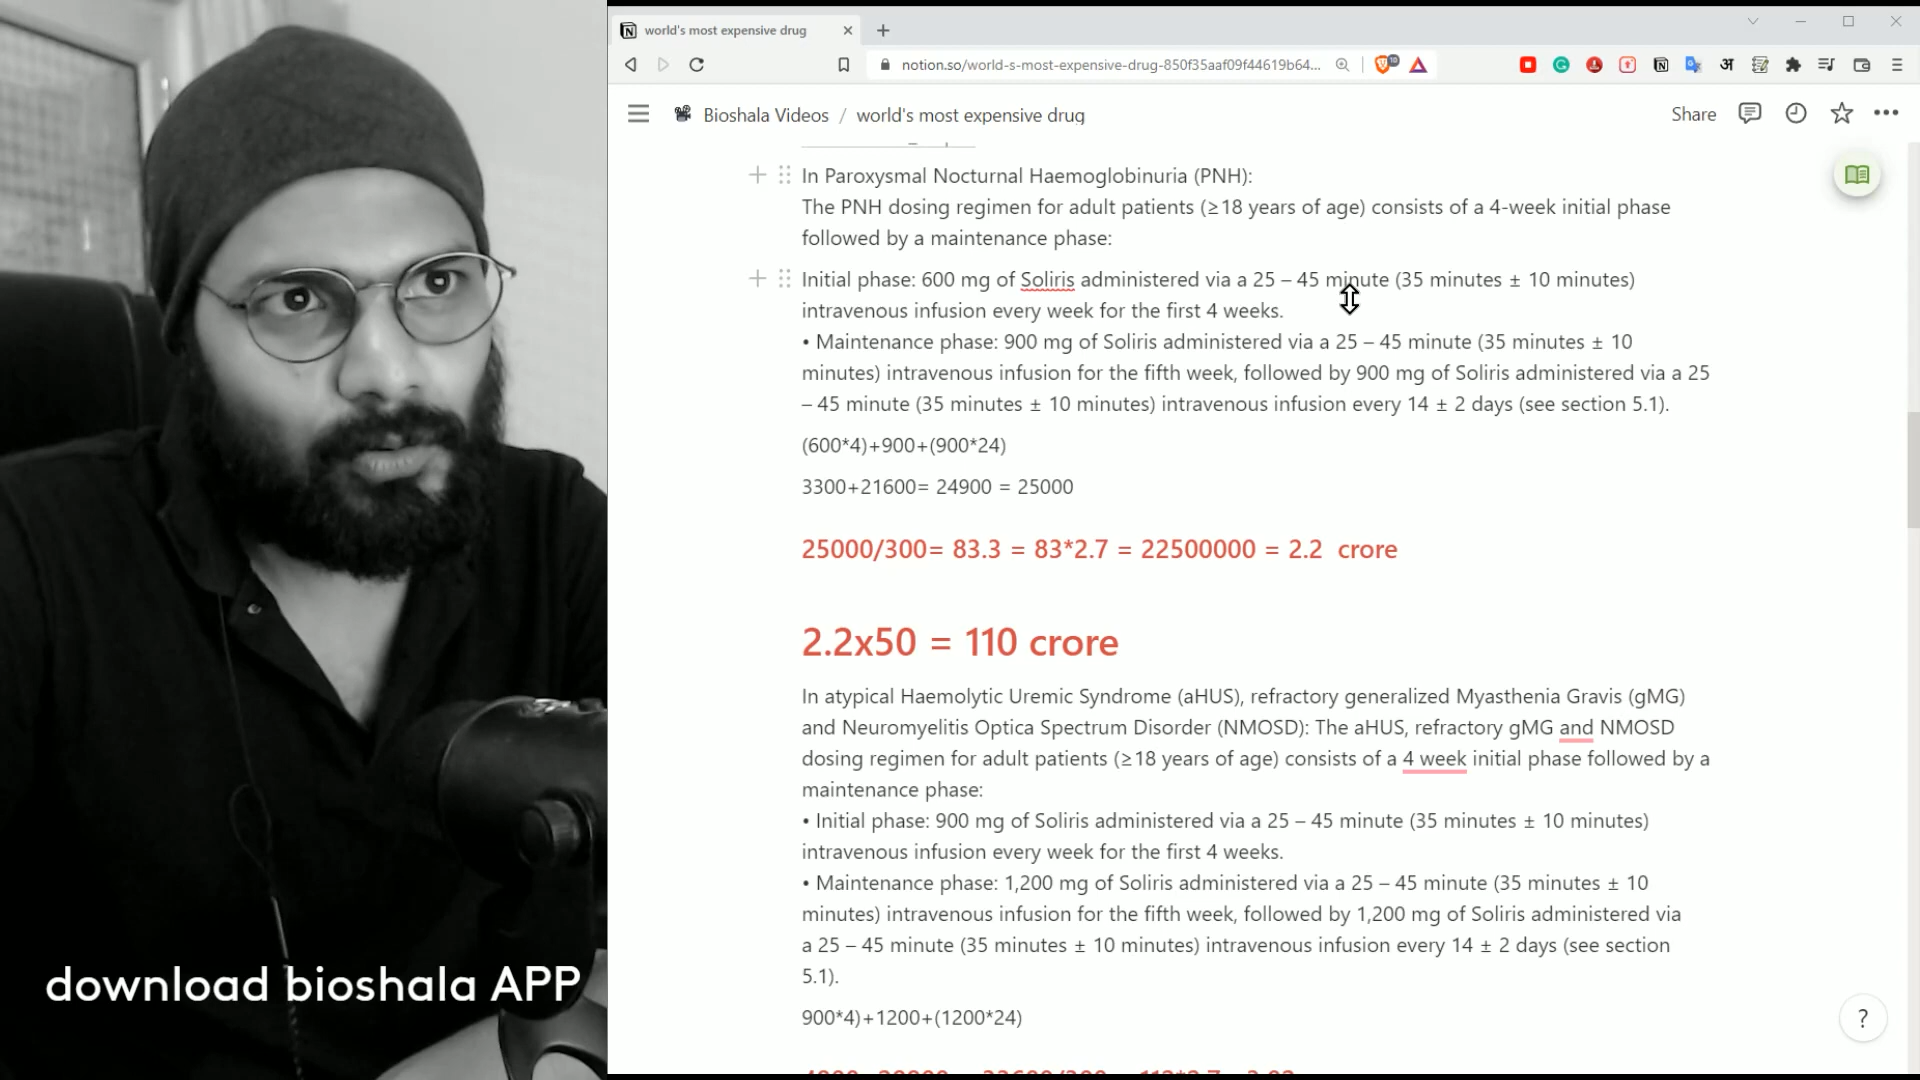 world's most expensive drug
notion.so/world-s-most-expensive-drug-850f35aaf09f44619b64...
Bioshala Videos / world's most expensive drug
Share
In Paroxysmal Nocturnal Haemoglobinuria (PNH):
The PNH dosing regimen for adult patients (≥18 years of age) consists of a 4-week initial phase
followed by a maintenance phase:
Initial phase: 600 mg of Soliris administered via a 25 – 45 minute (35 minutes ± 10 minutes)
intravenous infusion every week for the first 4 weeks.
• Maintenance phase: 900 mg of Soliris administered via a 25 – 45 minute (35 minutes ± 10
minutes) intravenous infusion for the fifth week, followed by 900 mg of Soliris administered via a 25
– 45 minute (35 minutes ± 10 minutes) intravenous infusion every 14 ± 2 days (see section 5.1).
(600*4)+900+(900*24)
3300+21600= 24900 = 25000
25000/300= 83.3 = 83*2.7 = 22500000 = 2.2 crore
2.2x50 = 110 crore
In atypical Haemolytic Uremic Syndrome (aHUS), refractory generalized Myasthenia Gravis (gMG)
and Neuromyelitis Optica Spectrum Disorder (NMOSD): The aHUS, refractory gMG and NMOSD
dosing regimen for adult patients (≥18 years of age) consists of a 4 week initial phase followed by a
maintenance phase:
• Initial phase: 900 mg of Soliris administered via a 25 – 45 minute (35 minutes ± 10 minutes)
intravenous infusion every week for the first 4 weeks.
• Maintenance phase: 1,200 mg of Soliris administered via a 25 – 45 minute (35 minutes ± 10
minutes) intravenous infusion for the fifth week, followed by 1,200 mg of Soliris administered via
a 25 – 45 minute (35 minutes ± 10 minutes) intravenous infusion every 14 ± 2 days (see section
5.1).
900*4)+1200+(1200*24)
?
download bioshala APP